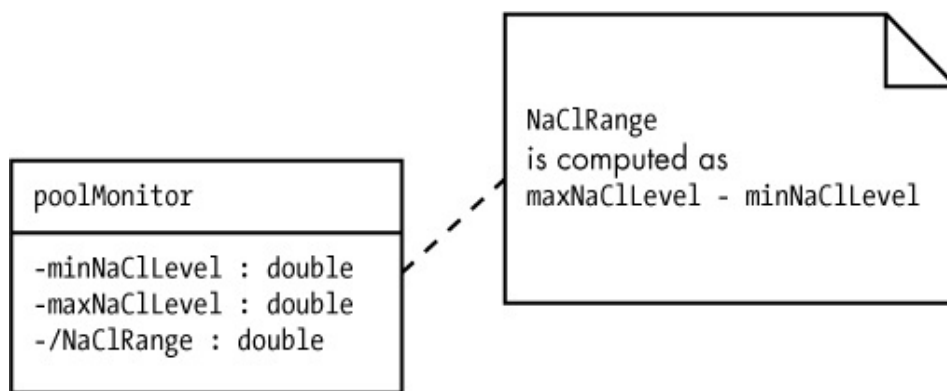 NaClRange
is computed as
maxNaClLevel - minNaClLevel
poolMonitor
-minNaClLevel : double
-maxNaClLevel : double
-/NaClRange : double